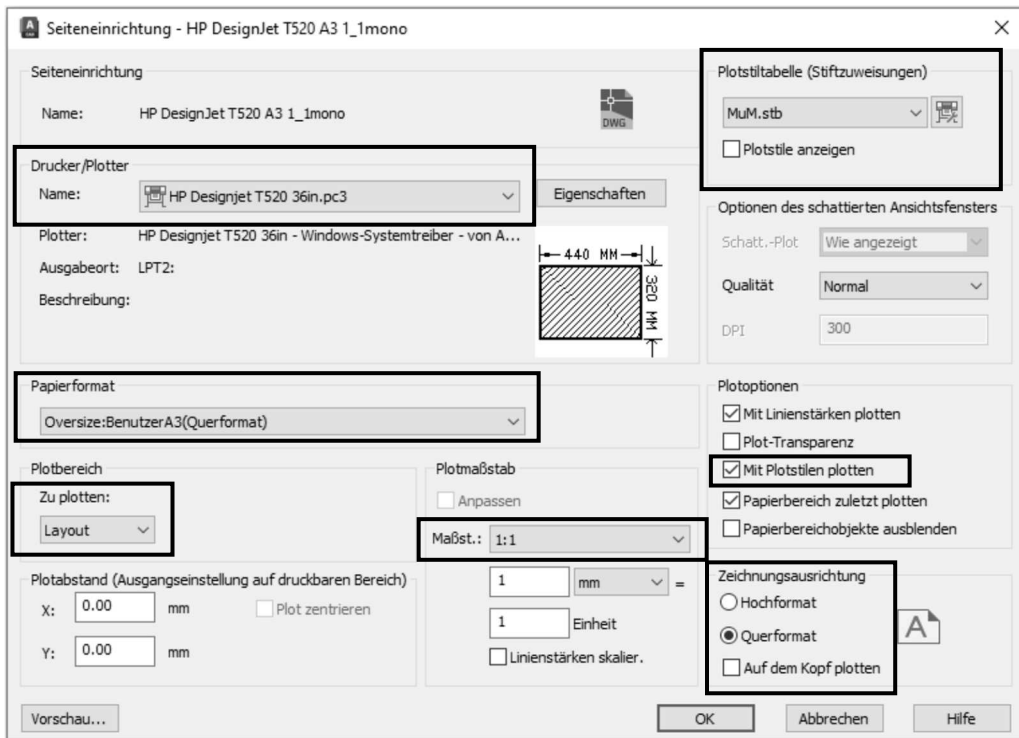 Seiteneinrichtung - HP DesignJet T520 A3 1_1mono
Seiteneinrichtung
Name: HP DesignJet T520 A3 1_1mono
DWG
Drucker/Plotter
Name: HP Designjet T520 36in.pc3 Eigenschaften
Plotter: HP Designjet T520 36in - Windows-Systemtreiber - von A...
Ausgabeort: LPT2:
Beschreibung:
440 MM
320 MM
Papierformat
Oversize:BenutzerA3(Querformat)
Plotbereich
Zu plotten:
Layout
Plotmaßstab
Anpassen
Maßst.: 1:1
1 mm =
1 Einheit
Linienstärken skalier.
Plotabstand (Ausgangseinstellung auf druckbaren Bereich)
X: 0.00 mm Plot zentrieren
Y: 0.00 mm
Plotstiltabelle (Stiftzuweisungen)
MuM.stb
Plotstile anzeigen
Optionen des schattierten Ansichtsfensters
Schatt.-Plot Wie angezeigt
Qualität Normal
DPI 300
Plotoptionen
Mit Linienstärken plotten
Plot-Transparenz
Mit Plotstilen plotten
Papierbereich zuletzt plotten
Papierbereichobjekte ausblenden
Zeichnungsausrichtung
Hochformat
Querformat
Auf dem Kopf plotten
A
Vorschau... OK Abbrechen Hilfe